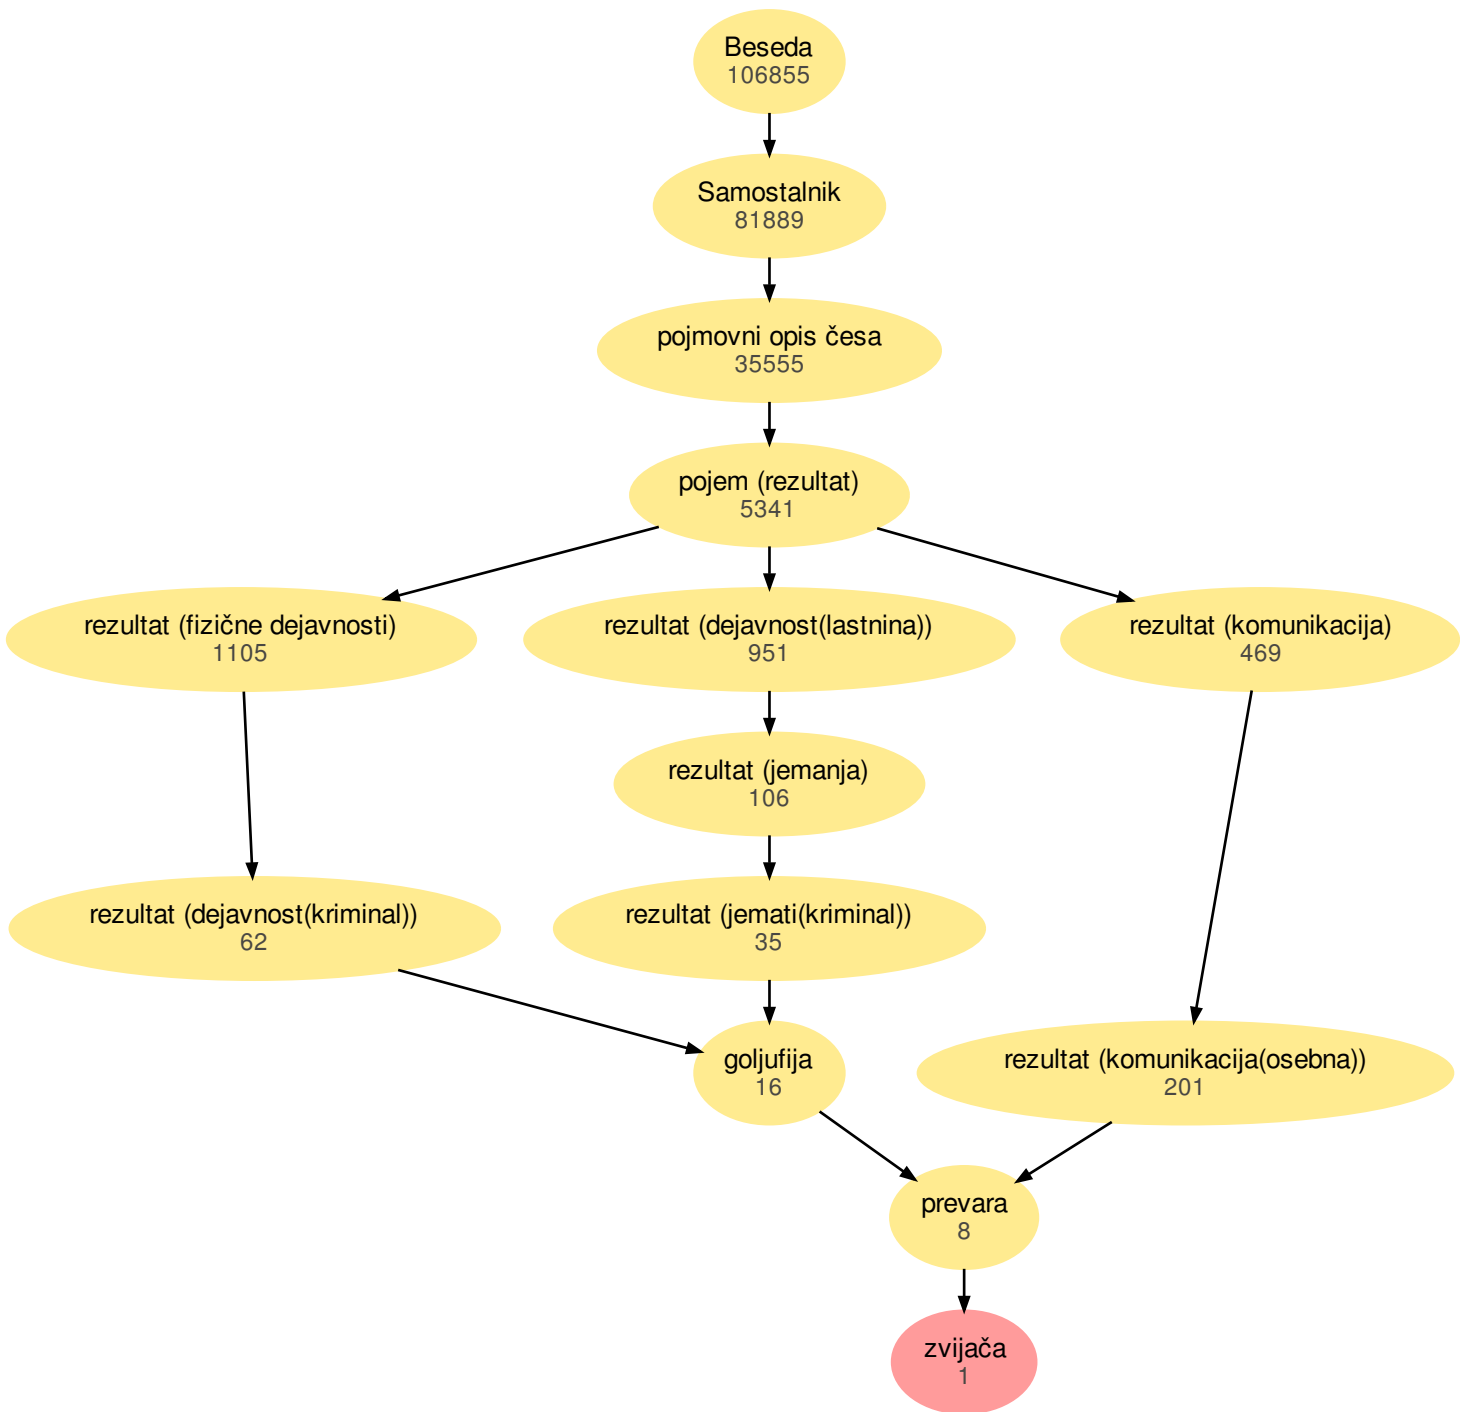 Beseda
106855
Samostalnik
81889
pojmovni opis česa
35555
pojem (rezultat)
5341
rezultat (fizične dejavnosti)
1105
rezultat (dejavnost(lastnina))
951
rezultat (komunikacija)
469
rezultat (jemanja)
106
rezultat (dejavnost(kriminal))
62
rezultat (jemati(kriminal))
35
goljufija
16
rezultat (komunikacija(osebna))
201
prevara
8
zvijača
1